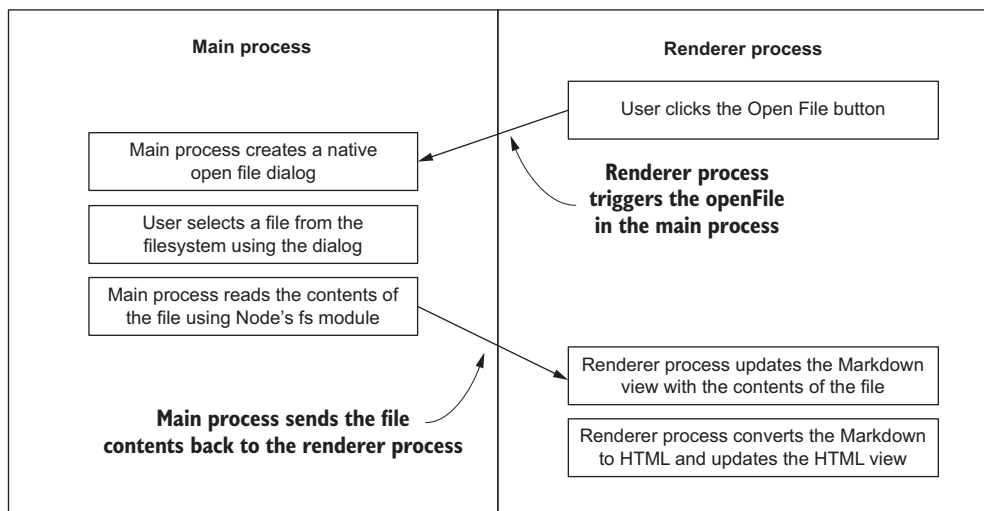 Main process
Renderer process
User clicks the Open File button
Main process creates a native
open file dialog
Renderer process
triggers the openFile
in the main process
User selects a file from the
filesystem using the dialog
Main process reads the contents of
the file using Node’s fs module
Renderer process updates the Markdown
view with the contents of the file
Main process sends the file
contents back to the renderer process
Renderer process converts the Markdown
to HTML and updates the HTML view